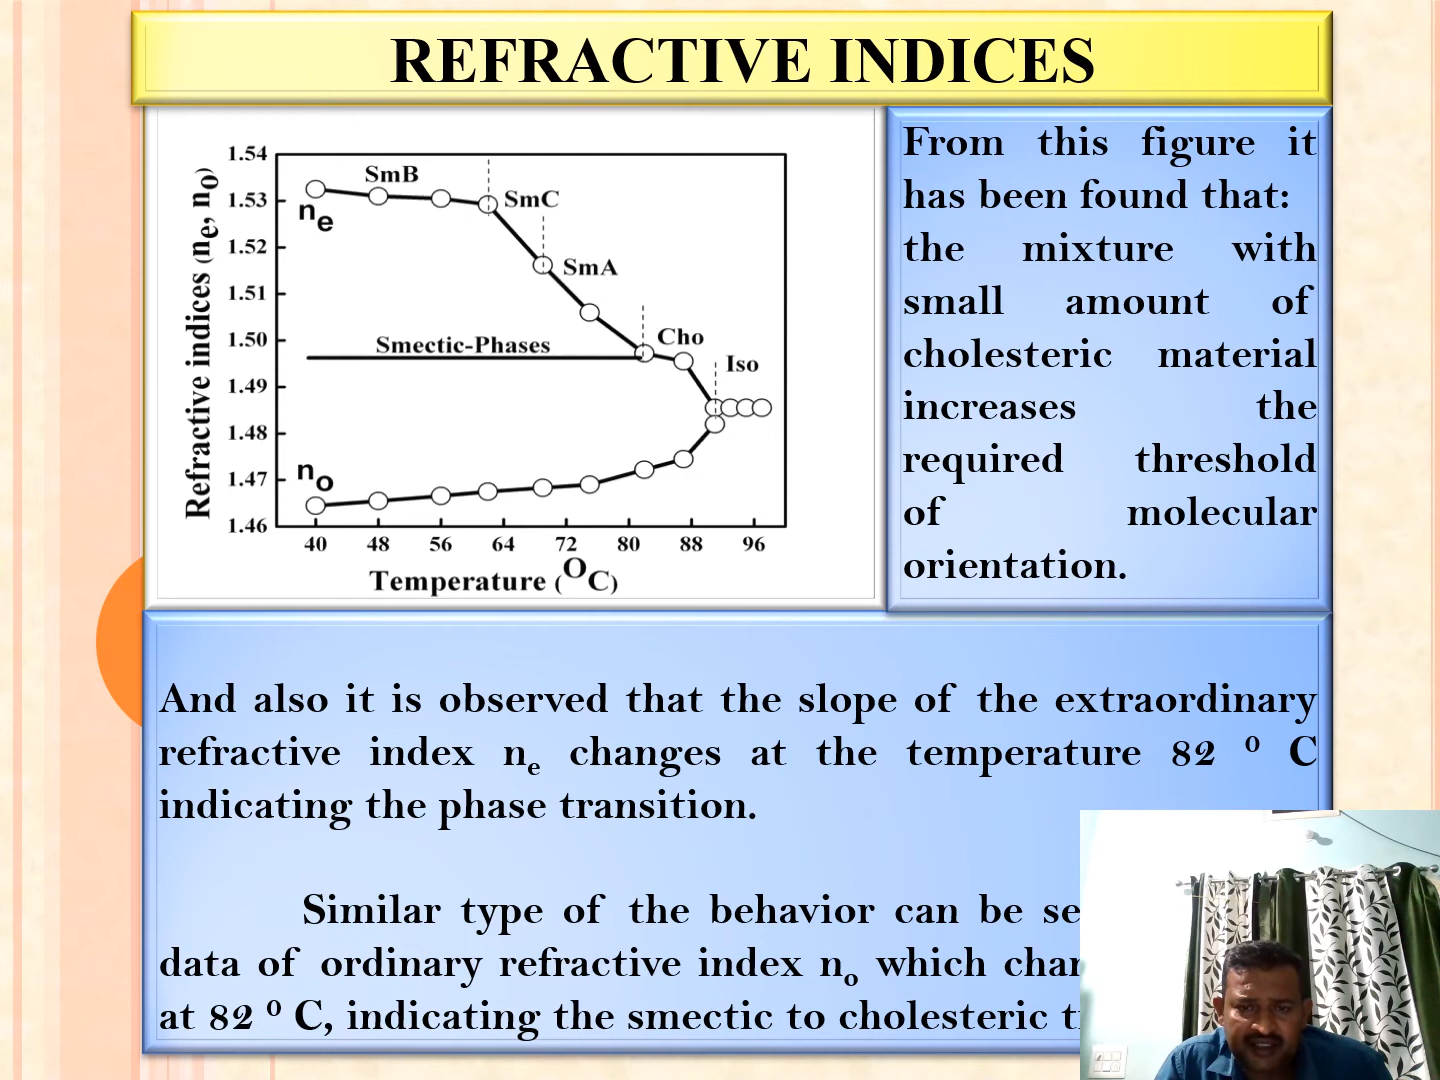 REFRACTIVE INDICES
Refractive indices (ne, no)
1.54
1.53
1.52
1.51
1.50
1.49
1.48
1.47
1.46
SmB
SmC
ne
SmA
Cho
Smectic-Phases
Iso
no
40 48 56 64 72 80 88 96
Temperature (OC)
From this figure it
has been found that:
the mixture with
small amount of
cholesteric material
increases the
required threshold
of molecular
orientation.
And also it is observed that the slope of the extraordinary
refractive index ne changes at the temperature 82 º C
indicating the phase transition.
Similar type of the behavior can be
data of ordinary refractive index no which
at 82 º C, indicating the smectic to cholesteric